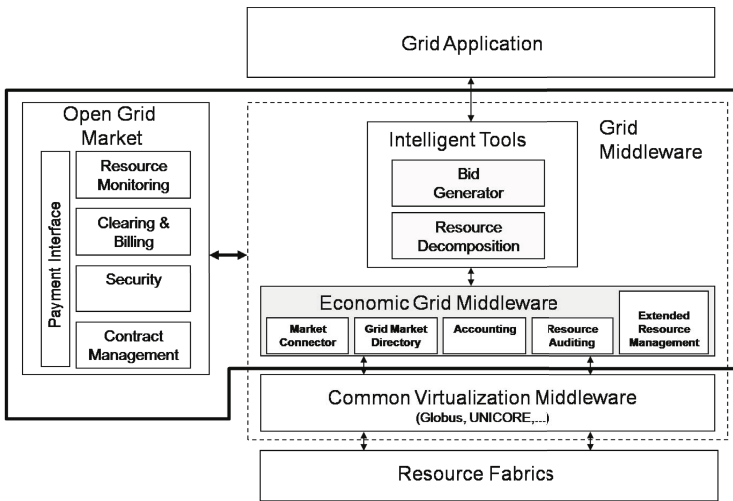 Grid Application
Open Grid
Market
Payment Interface
Resource
Monitoring
Clearing &
Billing
Security
Contract
Management
Grid
Middleware
Intelligent Tools
Bid
Generator
Resource
Decomposition
Economic Grid Middleware
Market
Connector
Grid Market
Directory
Accounting
Resource
Auditing
Extended
Resource
Management
Common Virtualization Middleware
(Globus, UNICORE,...)
Resource Fabrics